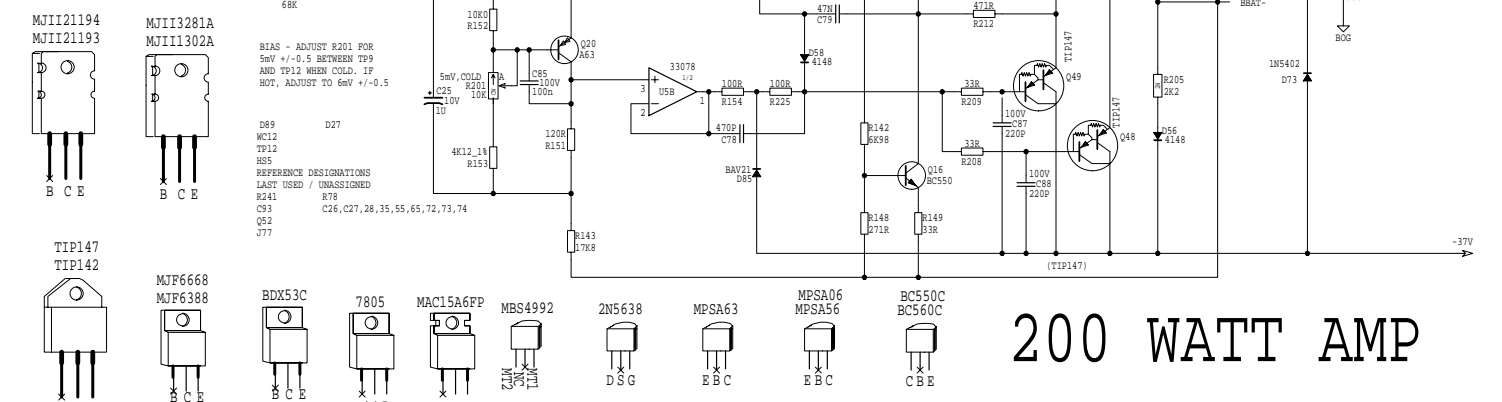 68K
MJII21194
MJII21193
B C E
MJII3281A
MJII1302A
B C E
BIAS - ADJUST R201 FOR
5mV +/-0.5 BETWEEN TP9
AND TP12 WHEN COLD. IF
HOT, ADJUST TO 6mV +/-0.5
D89 D27
WC12
TP12
HS5
REFERENCE DESIGNATIONS
LAST USED / UNASSIGNED
R241 R78
C93 C26,C27,28,35,55,65,72,73,74
Q52
J77
10K0
R152
Q20
A63
5mV,COLD
A
R201
10K
C85
100V
100n
C25
10V
1U
4K12_1%
R153
120R
R151
R143
17K8
33078
1/2
U5B
3
2
1
100R
R154
100R
R225
470P
C78
47N
C79
D58
4148
BAV21
D85
R142
6K98
R148
271R
Q16
BC550
R149
33R
471R
R212
33R
R209
33R
R208
100V
C87
220P
100V
C88
220P
TIP147
Q49
TIP147
Q48
(TIP147)
R205
2K2
D56
4148
BBAT-
1N5402
D73
BOG
-37V
TIP147
TIP142
MJF6668
MJF6388
B C E
BDX53C
B C E
7805
MAC15A6FP
MBS4992
MT2
NC
MT1
2N5638
D S G
MPSA63
E B C
MPSA06
MPSA56
E B C
BC550C
BC560C
C B E
200 WATT AMP